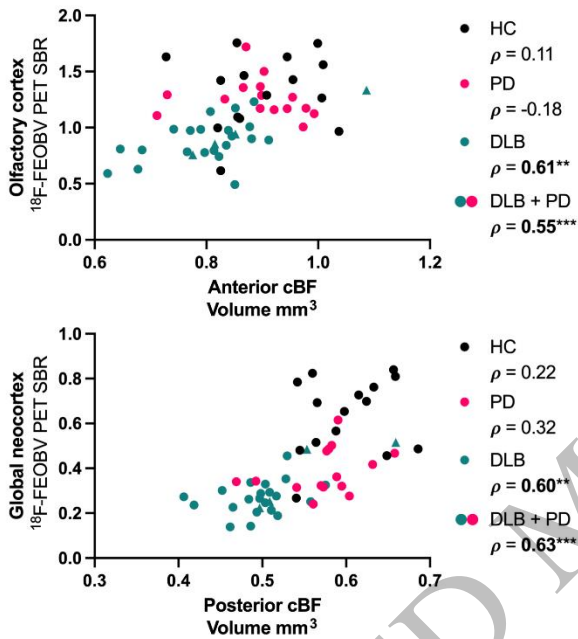 2.0
1.5
1.0
0.5
0.0
Olfactory cortex
¹⁸F-FEOBV PET SBR
0.6 0.8 1.0 1.2
Anterior cBF
Volume mm³
HC
ρ = 0.11
PD
ρ = -0.18
DLB
ρ = 0.61**
DLB + PD
ρ = 0.55***
1.0
0.8
0.6
0.4
0.2
0.0
Global neocortex
¹⁸F-FEOBV PET SBR
0.3 0.4 0.5 0.6 0.7
Posterior cBF
Volume mm³
HC
ρ = 0.22
PD
ρ = 0.32
DLB
ρ = 0.60**
DLB + PD
ρ = 0.63***